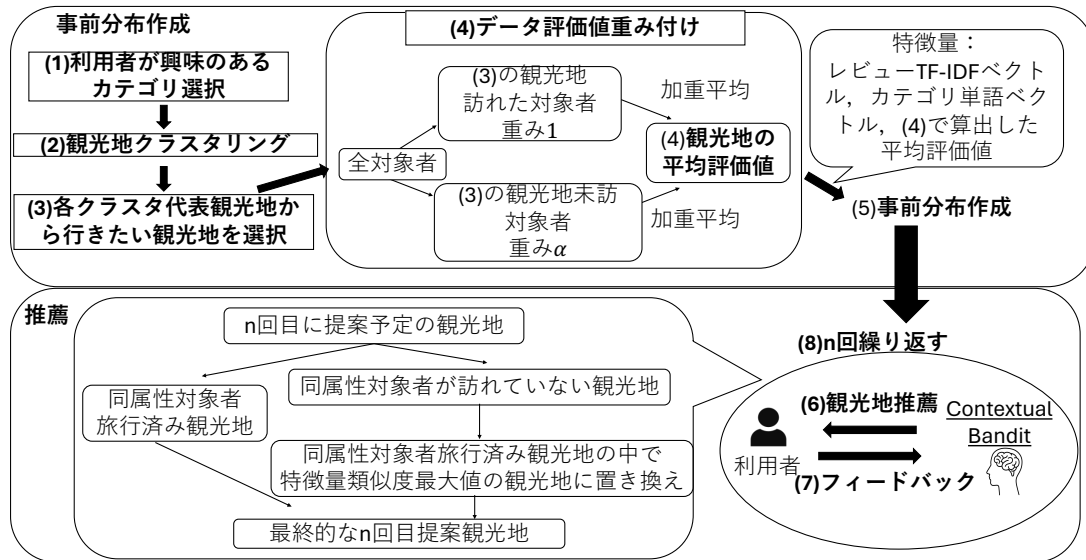 事前分布作成
(1)利用者が興味のある
カテゴリ選択
(2)観光地クラスタリング
(3)各クラスタ代表観光地か
ら行きたい観光地を選択
(4)データ評価値重み付け
全対象者
(3)の観光地
訪れた対象者
重み1
(3)の観光地未訪
対象者
重みα
加重平均
加重平均
(4)観光地の
平均評価値
特徴量：
レビューTF-IDFベクト
ル，カテゴリ単語ベク
トル，(4)で算出した
平均評価値
(5)事前分布作成
推薦
n回目に提案予定の観光地
同属性対象者
旅行済み観光地
同属性対象者が訪れていない観光地
同属性対象者旅行済み観光地の中で
特徴量類似度最大値の観光地に置き換え
最終的なn回目提案観光地
(8)n回繰り返す
(6)観光地推薦
Contextual
Bandit
利用者
(7)フィードバック